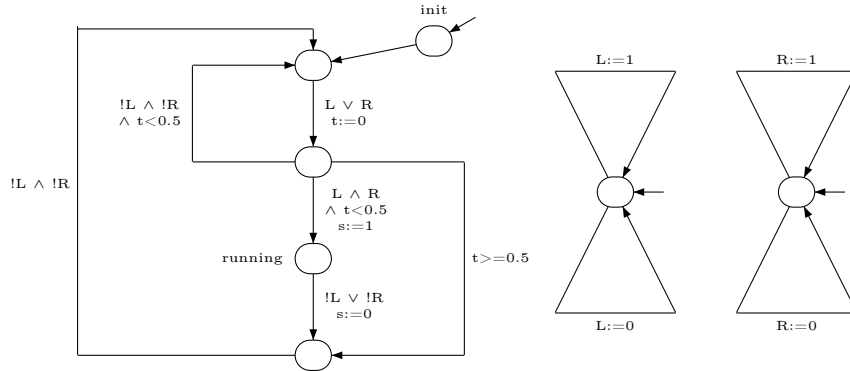 init
L:=1
R:=1
!L ∧ !R
∧ t<0.5
L ∨ R
t:=0
!L ∧ !R
L ∧ R
∧ t<0.5
s:=1
running
t>=0.5
!L ∨ !R
s:=0
L:=0
R:=0